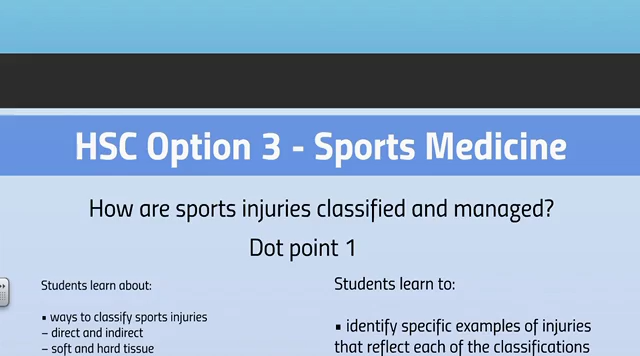 HSC Option 3 - Sports Medicine
How are sports injuries classified and managed?
Dot point 1
Students learn about:
▪ ways to classify sports injuries
– direct and indirect
– soft and hard tissue
Students learn to:
▪ identify specific examples of injuries
that reflect each of the classifications